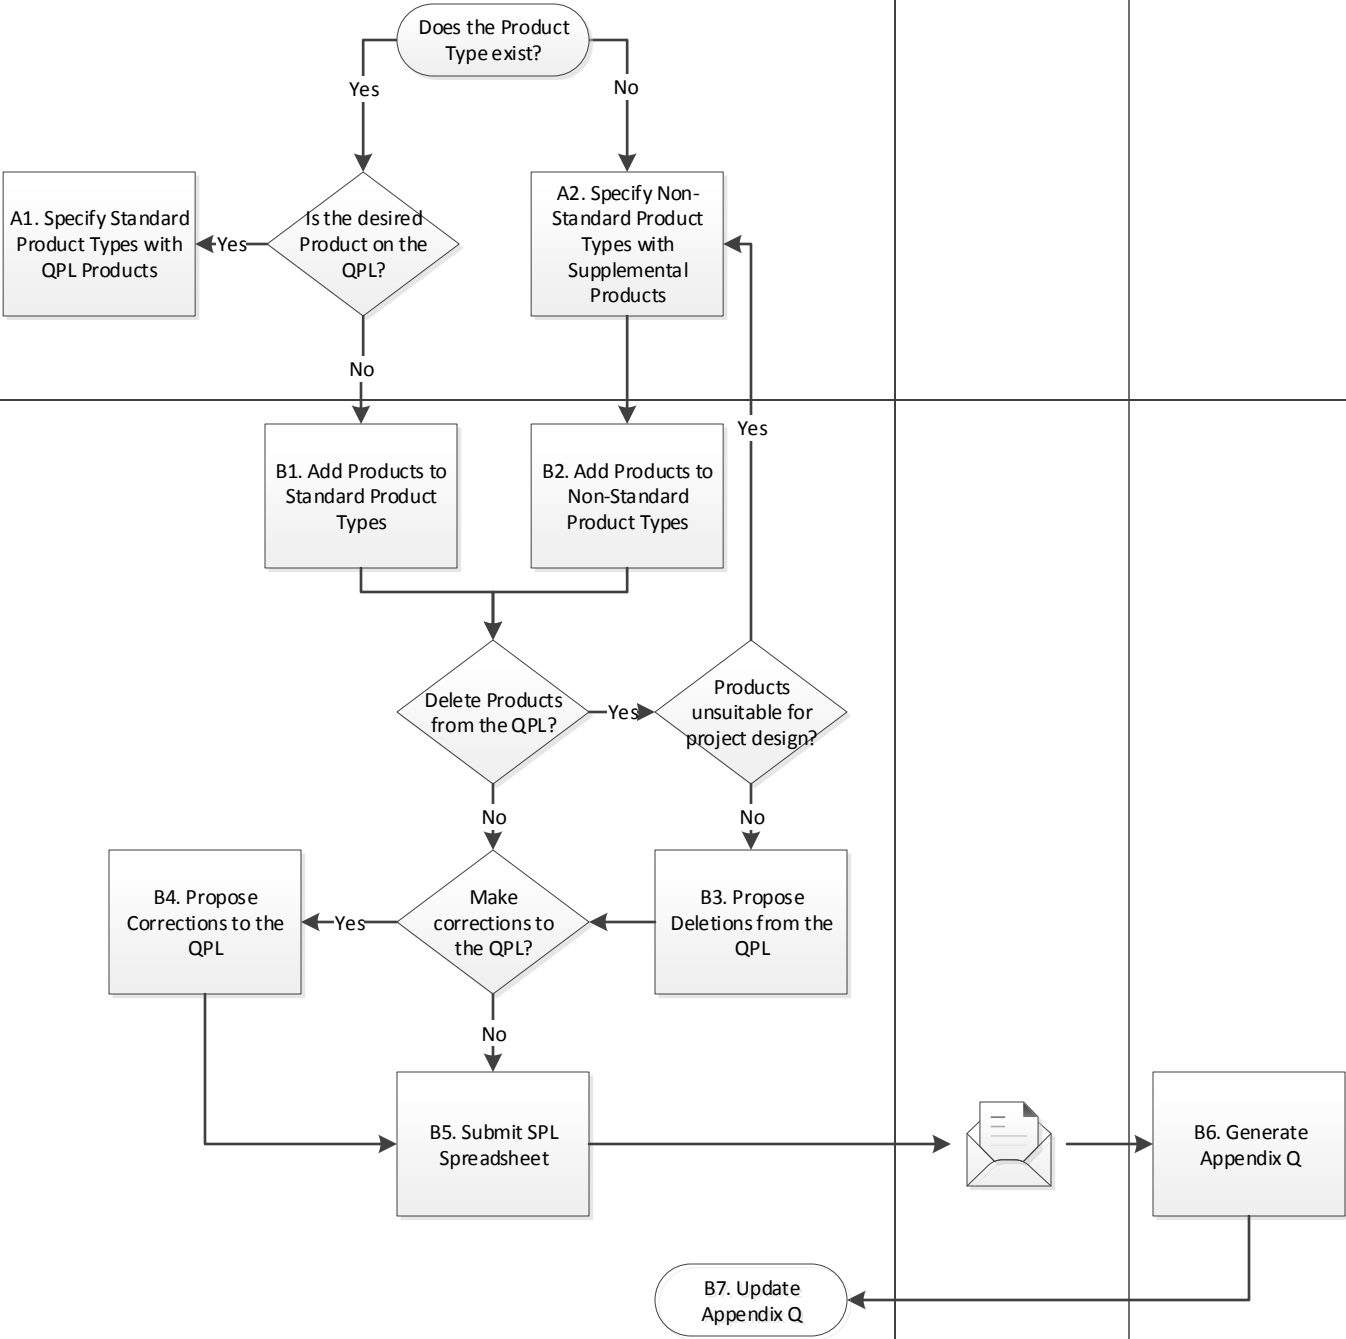 Does the Product
Type exist?
Yes
No
A1. Specify Standard
Product Types with
QPL Products
Yes
Is the desired
Product on the
QPL?
A2. Specify Non-
Standard Product
Types with
Supplemental
Products
No
Yes
B1. Add Products to
Standard Product
Types
B2. Add Products to
Non-Standard
Product Types
Delete Products
from the QPL?
Yes
Products
unsuitable for
project design?
No
No
B4. Propose
Corrections to the
QPL
Yes
Make
corrections to
the QPL?
B3. Propose
Deletions from the
QPL
No
B5. Submit SPL
Spreadsheet
B6. Generate
Appendix Q
B7. Update
Appendix Q